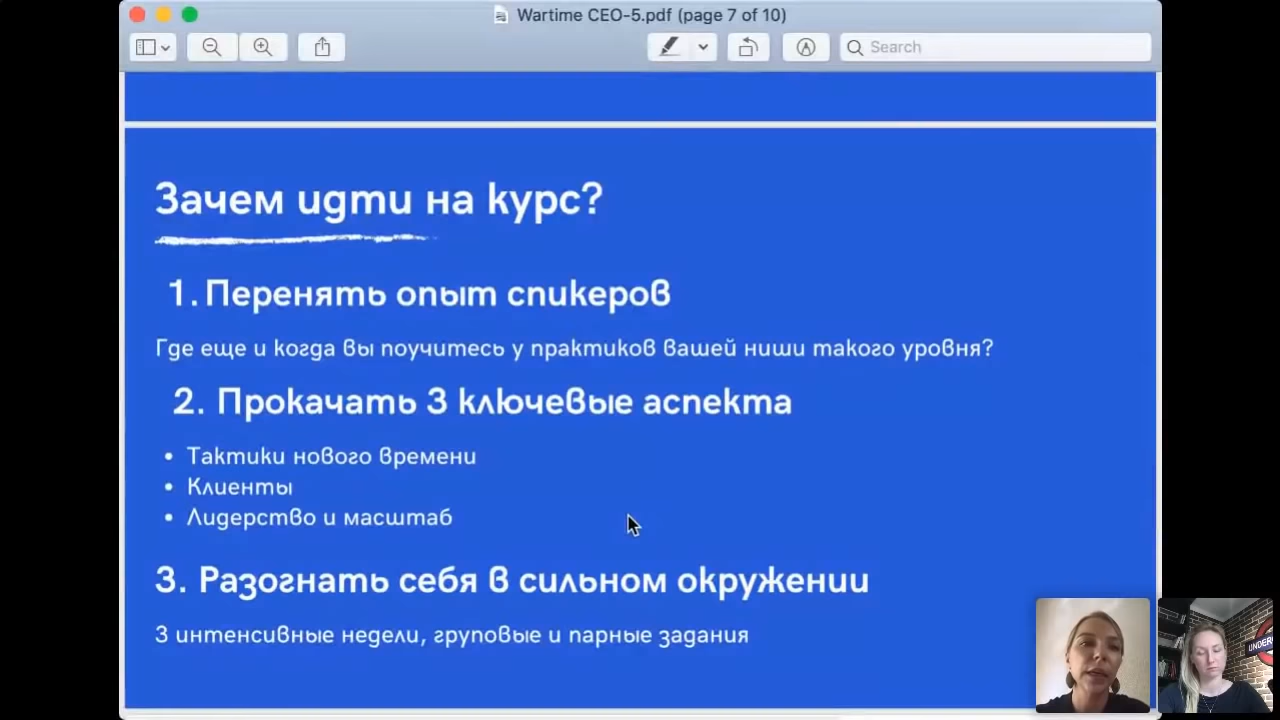 Wartime CEO-5.pdf (page 7 of 10)
Search
Зачем идти на курс?
1. Перенять опыт спикеров
Где еще и когда вы поучитесь у практиков вашей ниши такого уровня?
2. Прокачать 3 ключевые аспекта
• Тактики нового времени
• Клиенты
• Лидерство и масштаб
3. Разогнать себя в сильном окружении
3 интенсивные недели, груповые и парные задания
UNDER